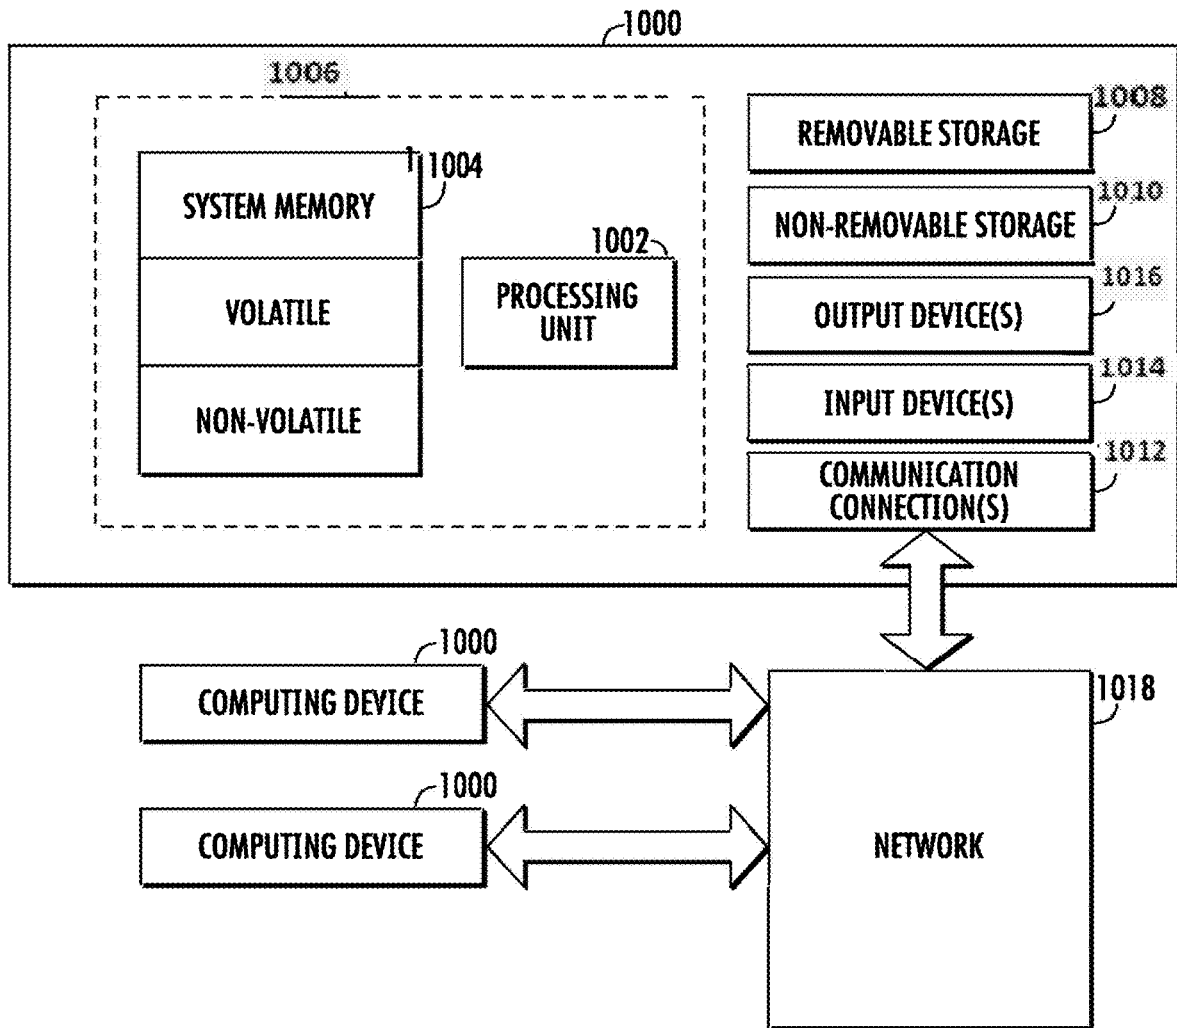 1000
1006
1008
REMOVABLE STORAGE
1 1004
SYSTEM MEMORY
1010
NON-REMOVABLE STORAGE
1002
PROCESSING
UNIT
1016
OUTPUT DEVICE(S)
VOLATILE
1014
INPUT DEVICE(S)
NON-VOLATILE
1012
COMMUNICATION
CONNECTION(S)
1000
COMPUTING DEVICE
1018
1000
COMPUTING DEVICE
NETWORK